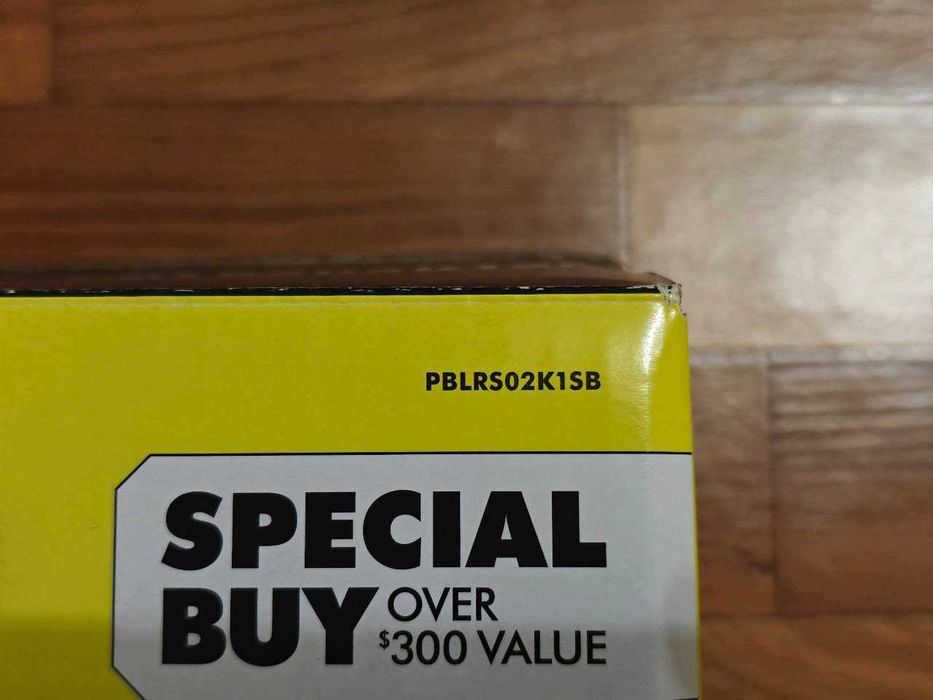 PBLRS02K1SB
SPECIAL
BUY OVER
$300 VALUE